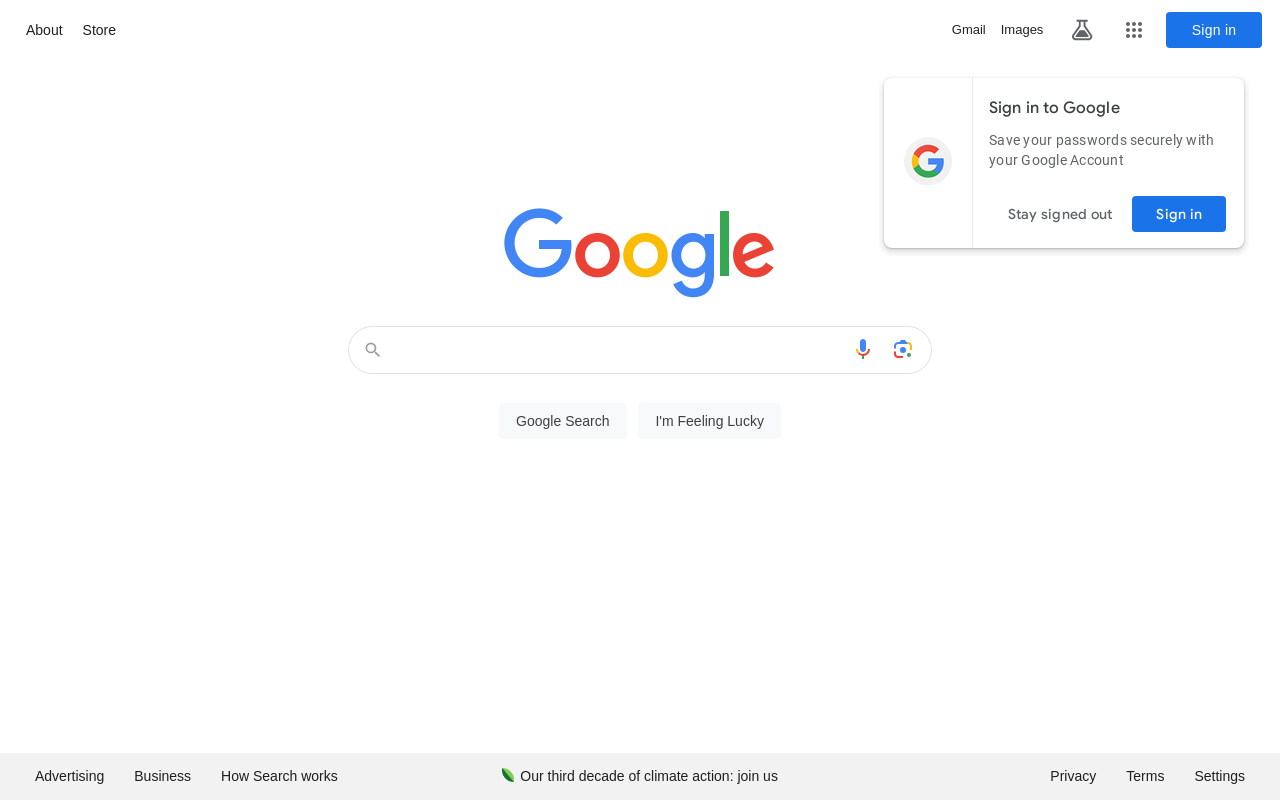 About Store Gmail Images Sign in
Sign in to Google
Save your passwords securely with
your Google Account
Stay signed out Sign in
Google
Google Search I'm Feeling Lucky
Advertising Business How Search works Our third decade of climate action: join us Privacy Terms Settings